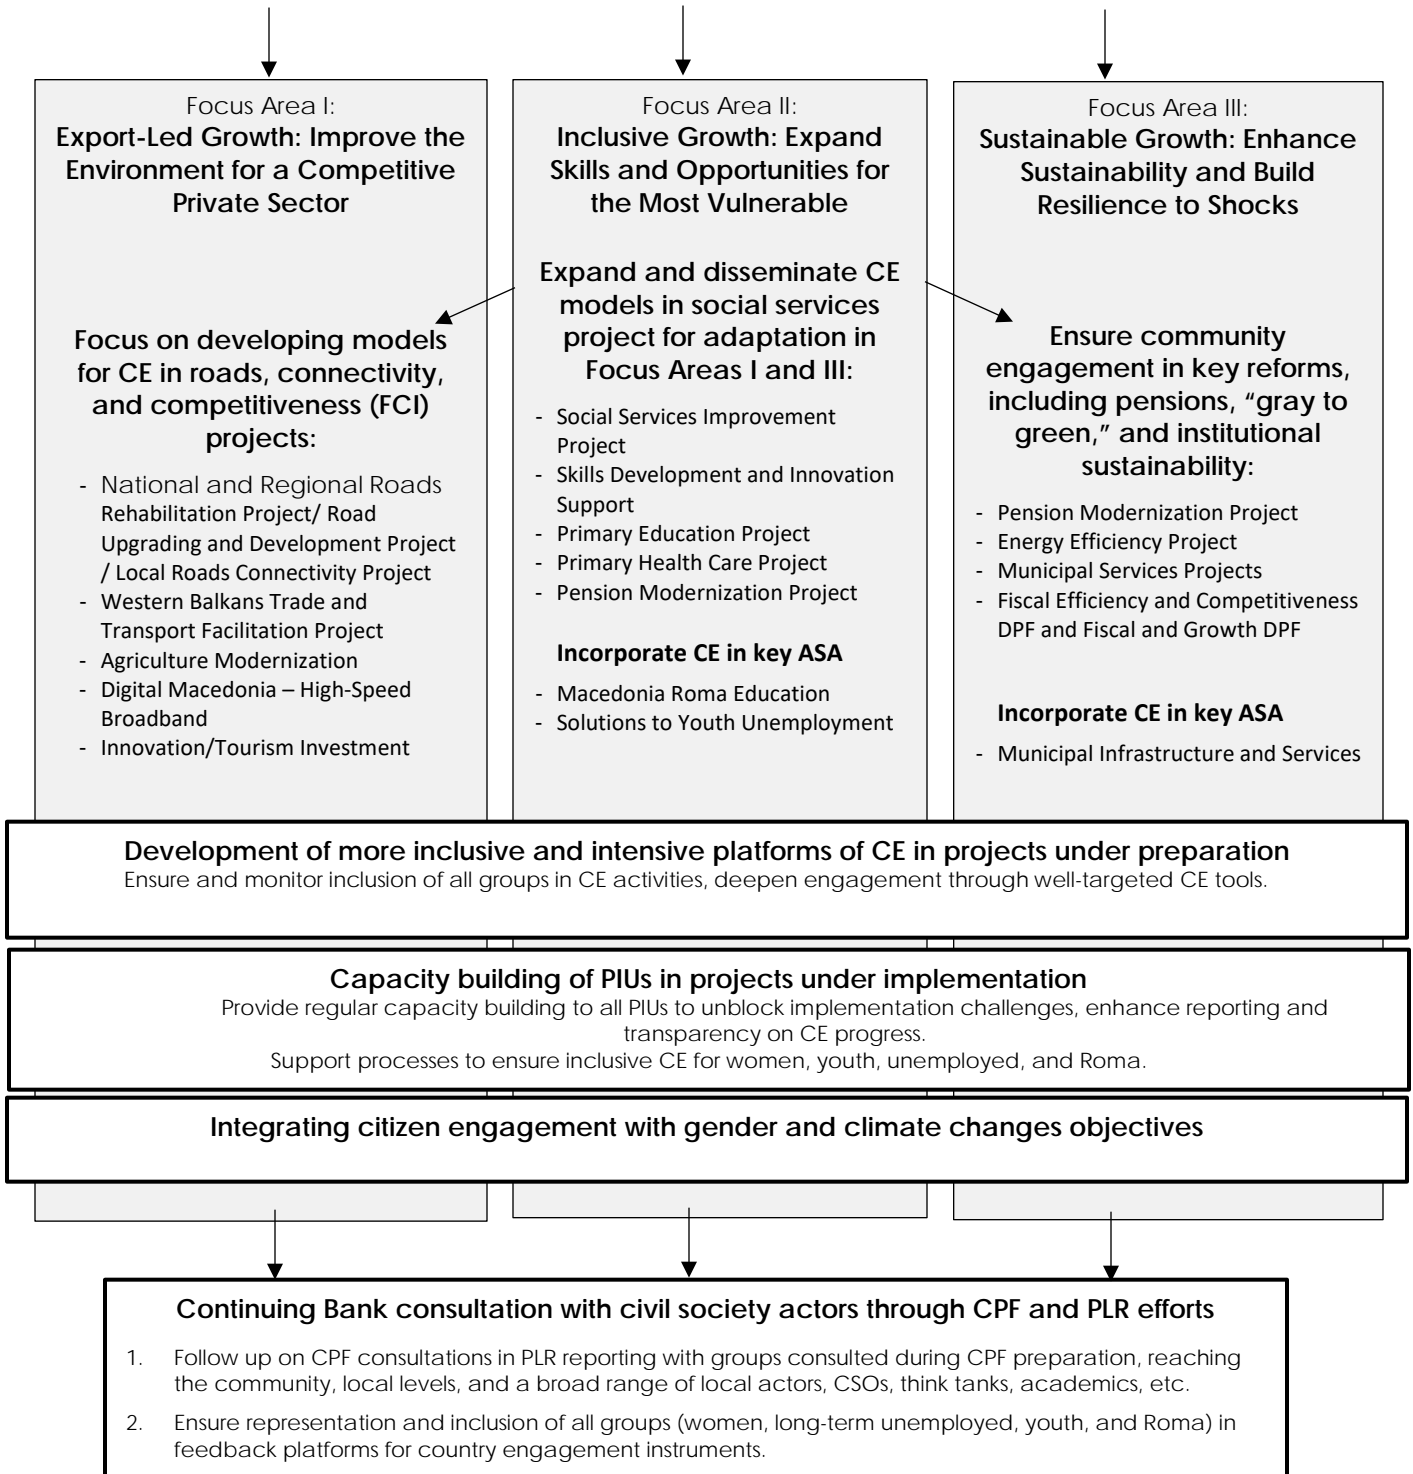 Focus Area I:
Export-Led Growth: Improve the
Environment for a Competitive
Private Sector
Focus on developing models
for CE in roads, connectivity,
and competitiveness (FCI)
projects:
- National and Regional Roads
Rehabilitation Project/ Road
Upgrading and Development Project
/ Local Roads Connectivity Project
- Western Balkans Trade and
Transport Facilitation Project
- Agriculture Modernization
- Digital Macedonia – High-Speed
Broadband
- Innovation/Tourism Investment
Focus Area II:
Inclusive Growth: Expand
Skills and Opportunities for
the Most Vulnerable
Expand and disseminate CE
models in social services
project for adaptation in
Focus Areas I and III:
- Social Services Improvement
Project
- Skills Development and Innovation
Support
- Primary Education Project
- Primary Health Care Project
- Pension Modernization Project
Incorporate CE in key ASA
- Macedonia Roma Education
- Solutions to Youth Unemployment
Focus Area III:
Sustainable Growth: Enhance
Sustainability and Build
Resilience to Shocks
Ensure community
engagement in key reforms,
including pensions, “gray to
green,” and institutional
sustainability:
- Pension Modernization Project
- Energy Efficiency Project
- Municipal Services Projects
- Fiscal Efficiency and Competitiveness
DPF and Fiscal and Growth DPF
Incorporate CE in key ASA
- Municipal Infrastructure and Services
Development of more inclusive and intensive platforms of CE in projects under preparation
Ensure and monitor inclusion of all groups in CE activities, deepen engagement through well-targeted CE tools.
Capacity building of PIUs in projects under implementation
Provide regular capacity building to all PIUs to unblock implementation challenges, enhance reporting and
transparency on CE progress.
Support processes to ensure inclusive CE for women, youth, unemployed, and Roma.
Integrating citizen engagement with gender and climate changes objectives
Continuing Bank consultation with civil society actors through CPF and PLR efforts
1. Follow up on CPF consultations in PLR reporting with groups consulted during CPF preparation, reaching
the community, local levels, and a broad range of local actors, CSOs, think tanks, academics, etc.
2. Ensure representation and inclusion of all groups (women, long-term unemployed, youth, and Roma) in
feedback platforms for country engagement instruments.